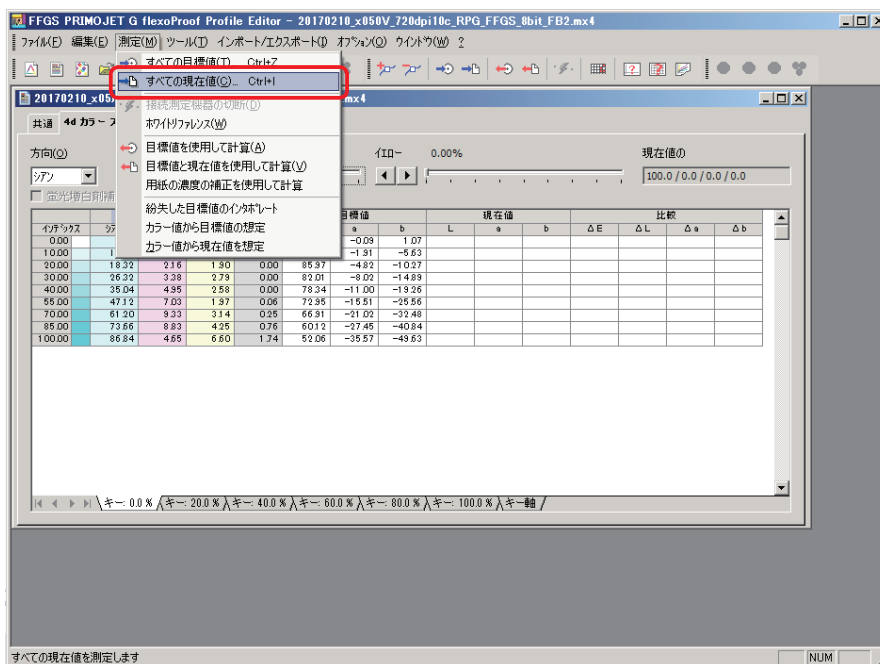 FFGS PRIMOJET G flexoProof Profile Editor - 20170210_x050V_720dpi10c_RPG_FFGS_8bit_FB2.mx4
ファイル(F) 編集(E) 測定(M) ツール(T) インポート/エクスポート(I) オプション(O) ウインドウ(W) ?
すべての目標値(T)... Ctrl+Z
すべての現在値(C)... Ctrl+I
20170210_x05 .mx4
接続測定機器の切断(D)
共通 4d カラー ス
ホワイトリファレンス(W)
方向(O) 目標値を使用して計算(A) イエロー 0.00% 現在値の
シアン 目標値と現在値を使用して計算(V) 100.0 / 0.0 / 0.0 / 0.0
蛍光増白剤補 用紙の濃度の補正を使用して計算
紛失した目標値のインタポレート 目標値 現在値 比較
インデックス シア カラー値から目標値の想定 a b L a b ΔE ΔL Δa Δb
0.00 カラー値から現在値を想定 -0.09 1.07
10.00 1 -1.91 -5.63
20.00 18.32 2.16 1.90 0.00 85.97 -4.82 -10.27
30.00 26.32 3.38 2.79 0.00 82.01 -8.02 -14.89
40.00 35.04 4.95 2.58 0.00 78.34 -11.00 -19.26
55.00 47.12 7.03 1.97 0.06 72.95 -15.51 -25.56
70.00 61.20 9.33 3.14 0.25 66.91 -21.02 -32.48
85.00 73.66 8.83 4.25 0.76 60.12 -27.45 -40.84
100.00 86.84 4.65 6.60 1.74 52.06 -35.57 -49.63
キー: 0.0 % キー: 20.0 % キー: 40.0 % キー: 60.0 % キー: 80.0 % キー: 100.0 % キー軸
すべての現在値を測定します NUM